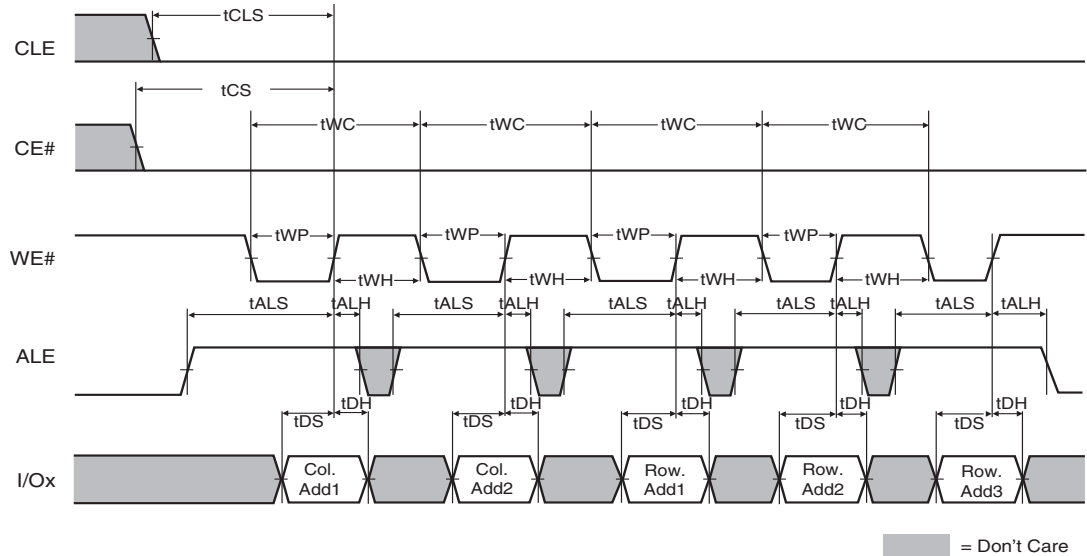 tCLS
CLE
tCS
tWC tWC tWC tWC
CE#
tWP tWP tWP tWP
WE#
tWH tWH tWH tWH
tALS tALH tALS tALH tALS tALH tALS tALH tALS tALH
ALE
tDS tDH tDS tDH tDS tDH tDS tDH tDS tDH
I/Ox
Col. Add1
Col. Add2
Row. Add1
Row. Add2
Row. Add3
= Don't Care